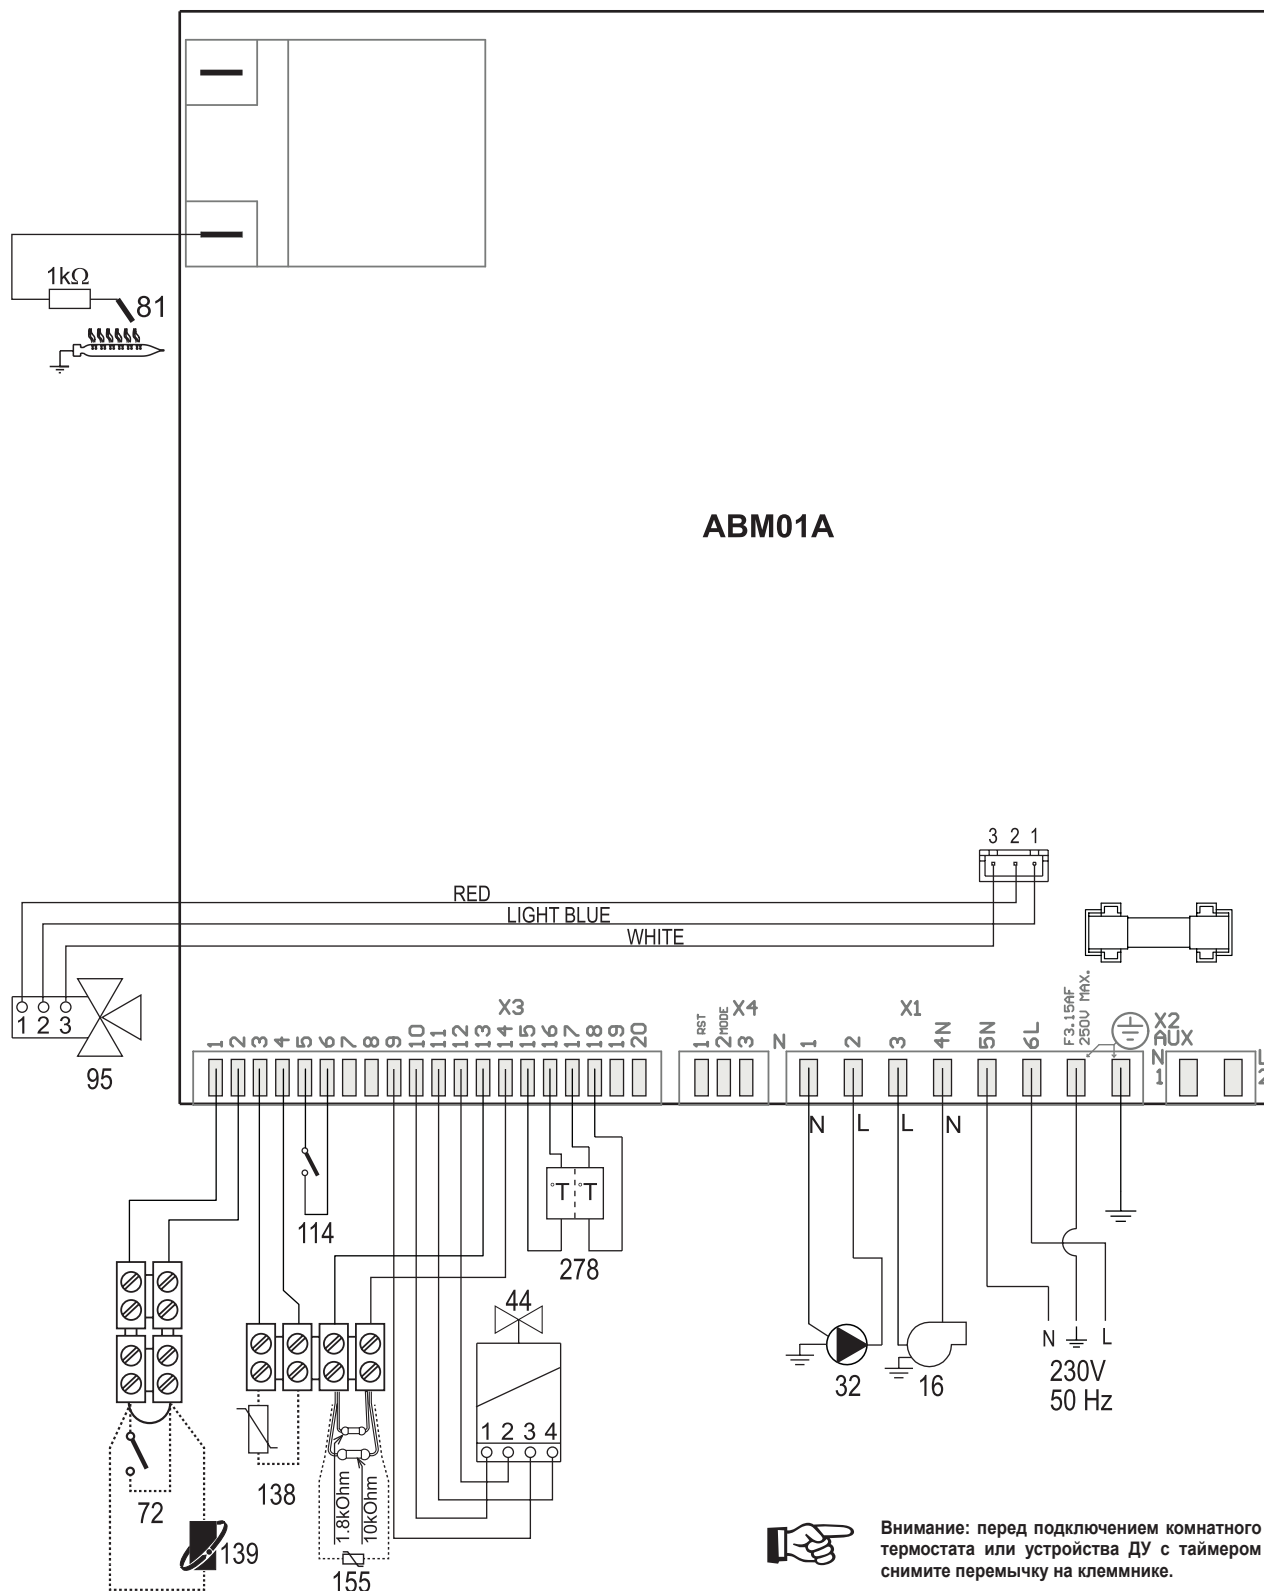 1kΩ
81
ABM01A
3 2 1
RED
LIGHT BLUE
WHITE
1 2 3
95
X3
1 2 3 4 5 6 7 8 9 10 11 12 13 14 15 16 17 18 19 20
X4
1 RST
2 MODE
3
N
X1
1 2 3 4N 5N 6L
F3.15AF
250V MAX.
X2
AUX
N
1
L
2
N L L N
114
278
44
1 2 3 4
32
16
N L
230V
50 Hz
72
139
138
1.8kOhm
10kOhm
155
°T °T
Внимание: перед подключением комнатного
термостата или устройства ДУ с таймером
снимите перемычку на клеммнике.